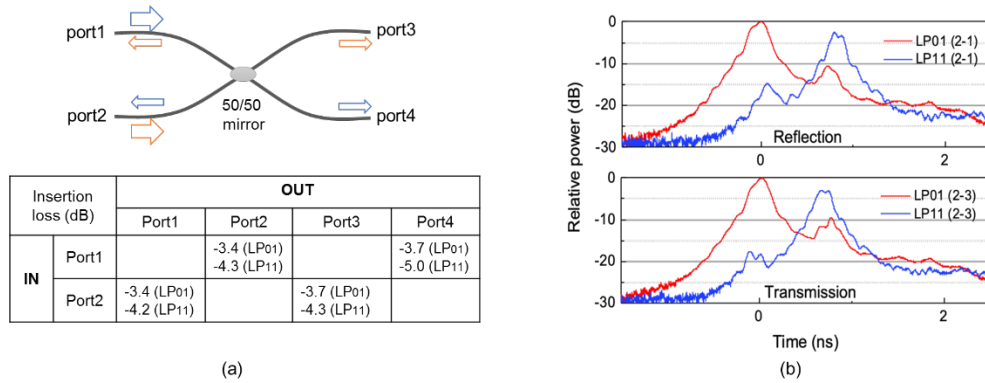 port1
port3
port2
port4
50/50
mirror
Insertion
loss (dB)
OUT
Port1
Port2
Port3
Port4
IN
Port1
-3.4 (LP01)
-4.3 (LP11)
-3.7 (LP01)
-5.0 (LP11)
Port2
-3.4 (LP01)
-4.2 (LP11)
-3.7 (LP01)
-4.3 (LP11)
(a)
Relative power (dB)
0
-10
-20
-30
LP01 (2-1)
LP11 (2-1)
Reflection
0
2
0
-10
-20
-30
LP01 (2-3)
LP11 (2-3)
Transmission
0
2
Time (ns)
(b)